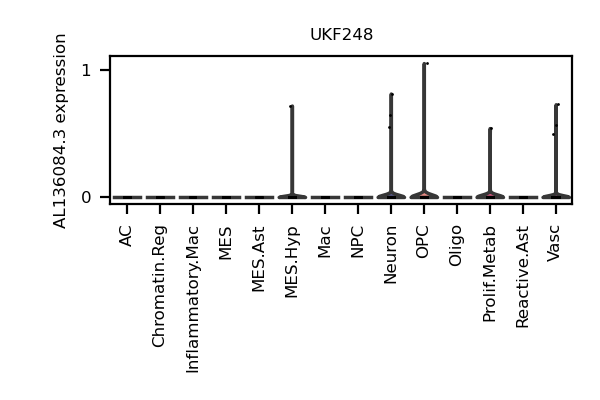 UKF248
AL136084.3 expression
1
0
AC
Chromatin.Reg
Inflammatory.Mac
MES
MES.Ast
MES.Hyp
Mac
NPC
Neuron
OPC
Oligo
Prolif.Metab
Reactive.Ast
Vasc